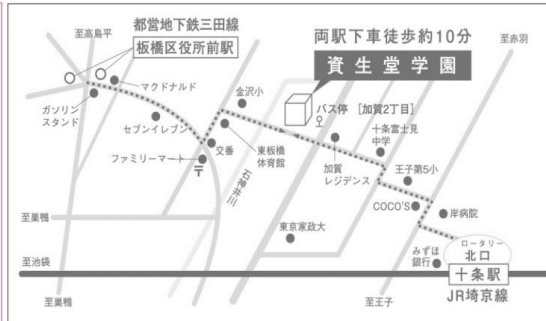 都営地下鉄三田線
板橋区役所前駅
至高島平
両駅下車徒歩約10分
資生堂学園
至赤羽
マクドナルド
ガソリン
スタンド
金沢小
バス停 [加賀2丁目]
セブンイレブン
交番
東板橋
体育館
十条富士見
中学
ファミリーマート
〒
加賀
レジデンス
王子第5小
石神井川
COCO'S
岸病院
至巣鴨
東京家政大
ロータリー
北口
みずほ
銀行
至池袋
十条駅
至巣鴨
至王子
JR埼京線